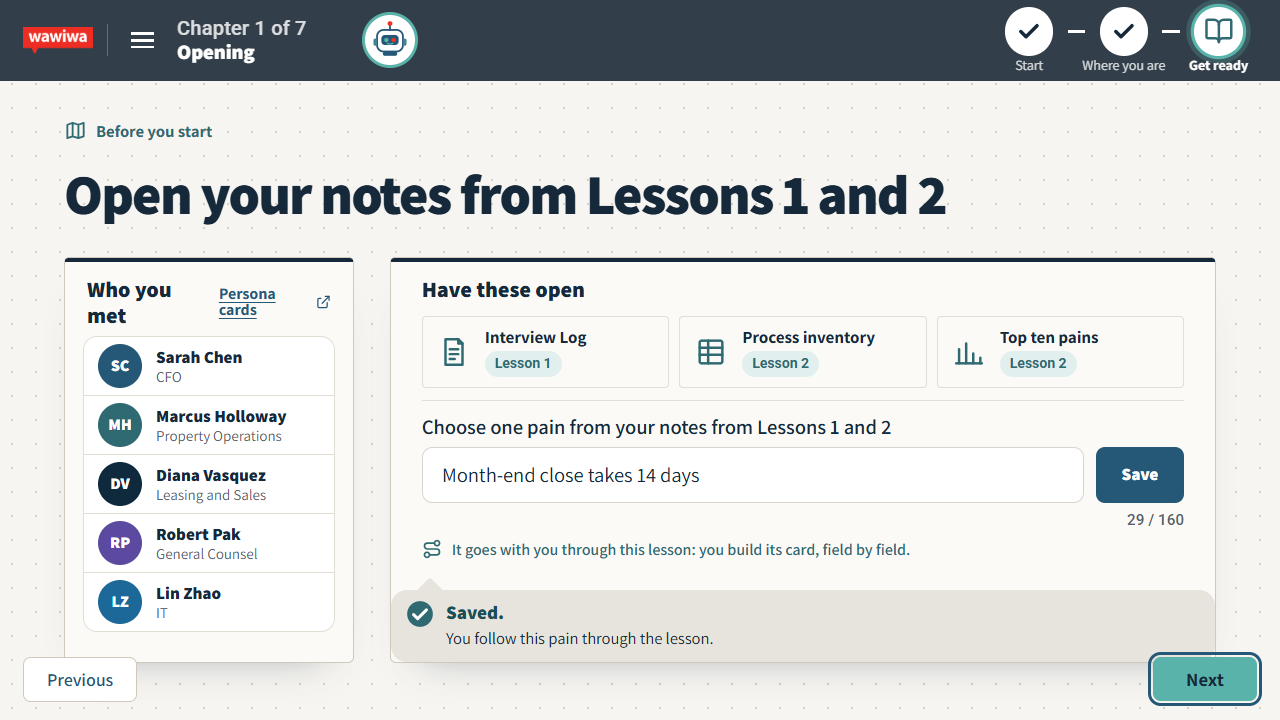 wawiwa
Chapter 1 of 7
Opening
Start
Where you are
Get ready
Before you start
Open your notes from Lessons 1 and 2
Who you met
Persona cards
SC
Sarah Chen
CFO
MH
Marcus Holloway
Property Operations
DV
Diana Vasquez
Leasing and Sales
RP
Robert Pak
General Counsel
LZ
Lin Zhao
IT
Have these open
Interview Log
Lesson 1
Process inventory
Lesson 2
Top ten pains
Lesson 2
Choose one pain from your notes from Lessons 1 and 2
Month-end close takes 14 days
Save
29 / 160
It goes with you through this lesson: you build its card, field by field.
Saved.
You follow this pain through the lesson.
Previous
Next